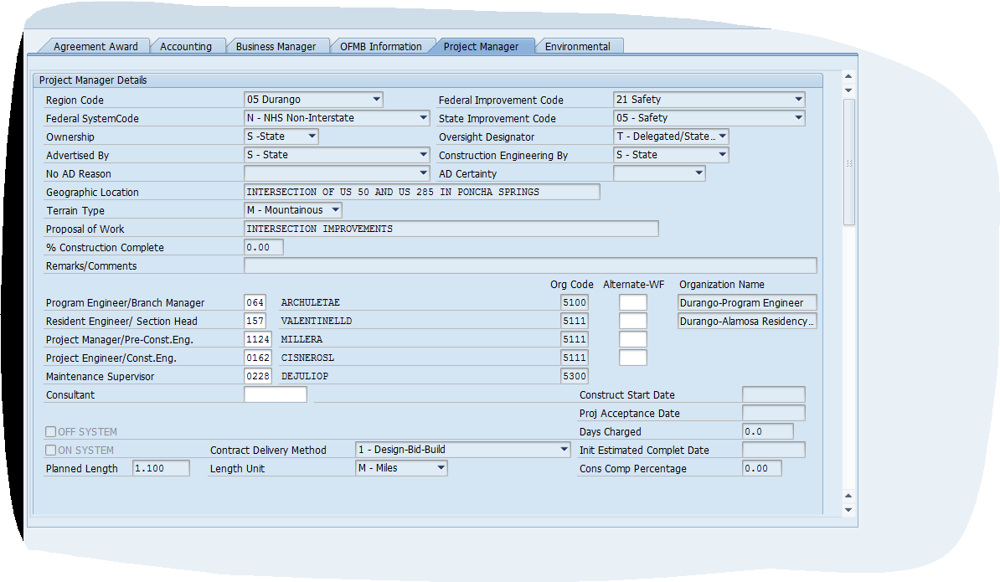 Agreement Award Accounting Business Manager OFMB Information Project Manager Environmental
Project Manager Details
Region Code 05 Durango Federal Improvement Code 21 Safety
Federal SystemCode N - NHS Non-Interstate State Improvement Code 05 - Safety
Ownership S -State Oversight Designator T - Delegated/State...
Advertised By S - State Construction Engineering By S - State
No AD Reason AD Certainty
Geographic Location INTERSECTION OF US 50 AND US 285 IN PONCHA SPRINGS
Terrain Type M - Mountainous
Proposal of Work INTERSECTION IMPROVEMENTS
% Construction Complete 0.00
Remarks/Comments
Org Code Alternate-WF Organization Name
Program Engineer/Branch Manager 064 ARCHULETAE 5100 Durango-Program Engineer
Resident Engineer/ Section Head 157 VALENTINELLD 5111 Durango-Alamosa Residency...
Project Manager/Pre-Const.Eng. 1124 MILLERA 5111
Project Engineer/Const.Eng. 0162 CISNEROSL 5111
Maintenance Supervisor 0228 DEJULIOP 5300
Consultant Construct Start Date
Proj Acceptance Date
OFF SYSTEM Days Charged 0.0
ON SYSTEM Contract Delivery Method 1 - Design-Bid-Build Init Estimated Complet Date
Planned Length 1.100 Length Unit M - Miles Cons Comp Percentage 0.00